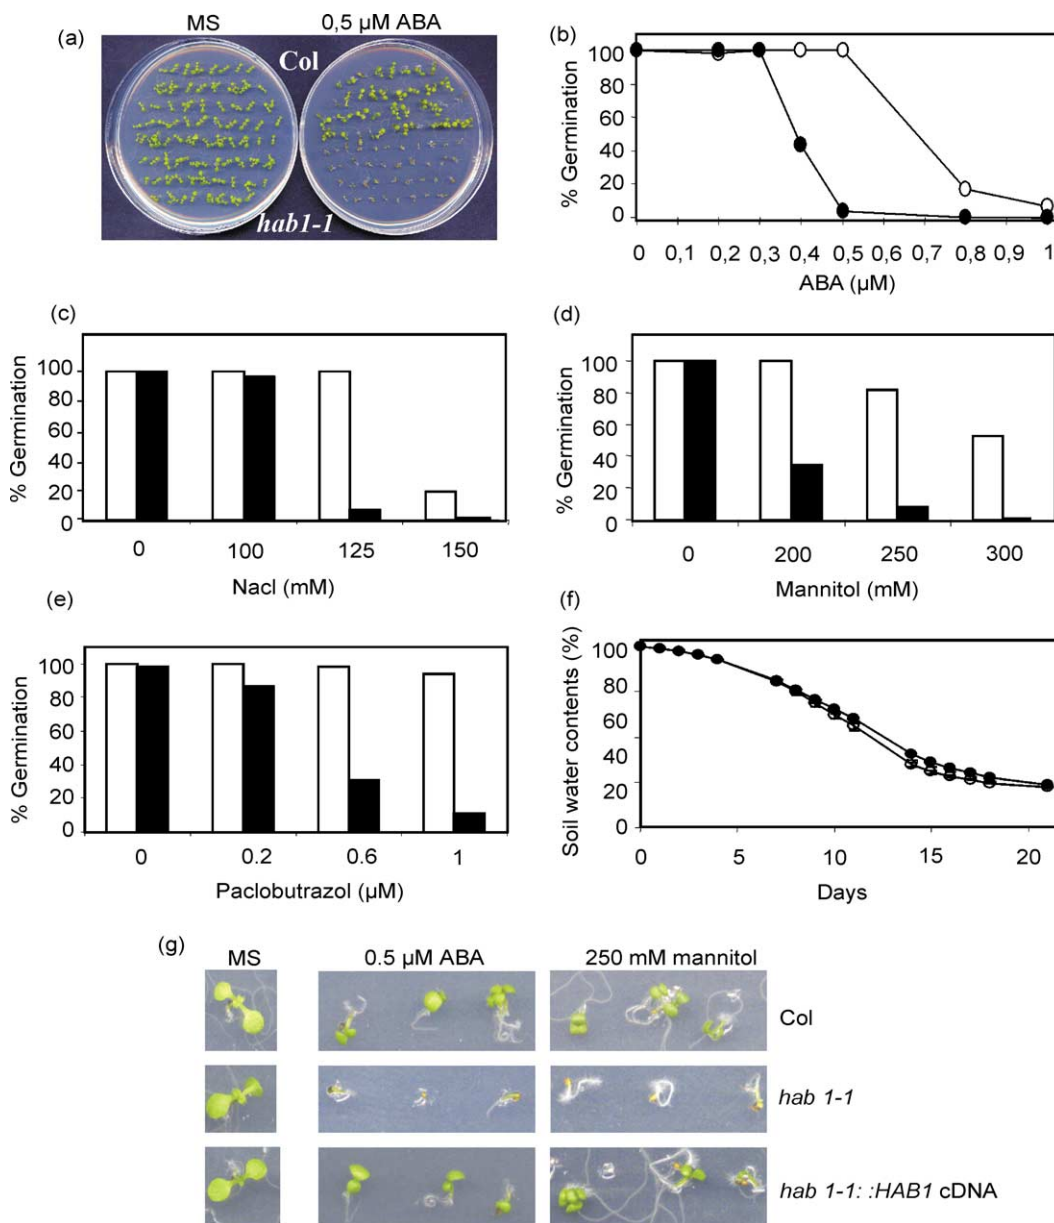 MS 0,5 µM ABA
(a)
Col
hab1-1
(b)
% Germination
100
80
60
40
20
0
0 0,1 0,2 0,3 0,4 0,5 0,6 0,7 0,8 0,9 1
ABA (µM)
(c)
% Germination
100
80
60
40
20
0
0 100 125 150
Nacl (mM)
(d)
% Germination
100
80
60
40
20
0
0 200 250 300
Mannitol (mM)
(e)
% Germination
100
80
60
40
20
0
0 0.2 0.6 1
Paclobutrazol (µM)
(f)
Soil water contents (%)
100
80
60
40
20
0
0 5 10 15 20
Days
(g)
MS 0.5 µM ABA 250 mM mannitol
Col
hab 1-1
hab 1-1: :HAB1 cDNA